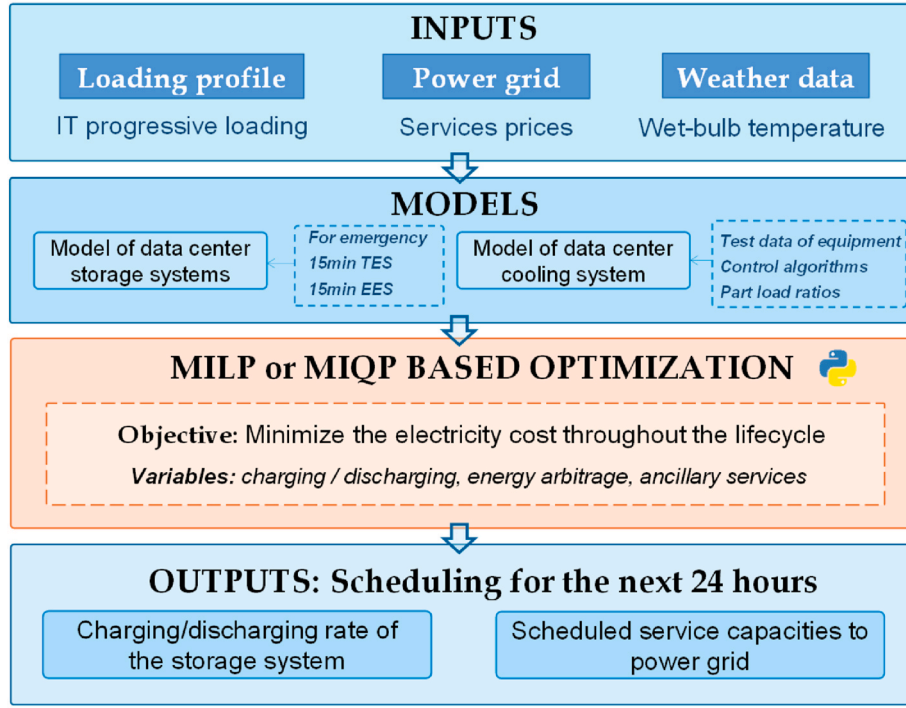 INPUTS
Loading profile
Power grid
Weather data
IT progressive loading
Services prices
Wet-bulb temperature
MODELS
Model of data center
storage systems
For emergency
15min TES
15min EES
Model of data center
cooling system
Test data of equipment
Control algorithms
Part load ratios
MILP or MIQP BASED OPTIMIZATION
Objective: Minimize the electricity cost throughout the lifecycle
Variables: charging / discharging, energy arbitrage, ancillary services
OUTPUTS: Scheduling for the next 24 hours
Charging/discharging rate of
the storage system
Scheduled service capacities to
power grid